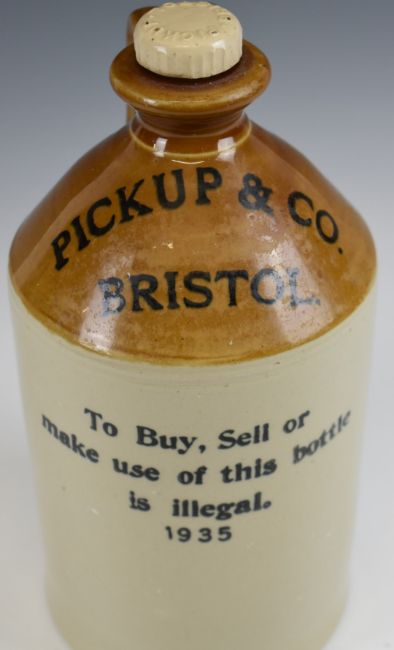 PICKUP & CO.
BRISTOL.
To Buy, Sell or
make use of this bottle
is illegal.
1935